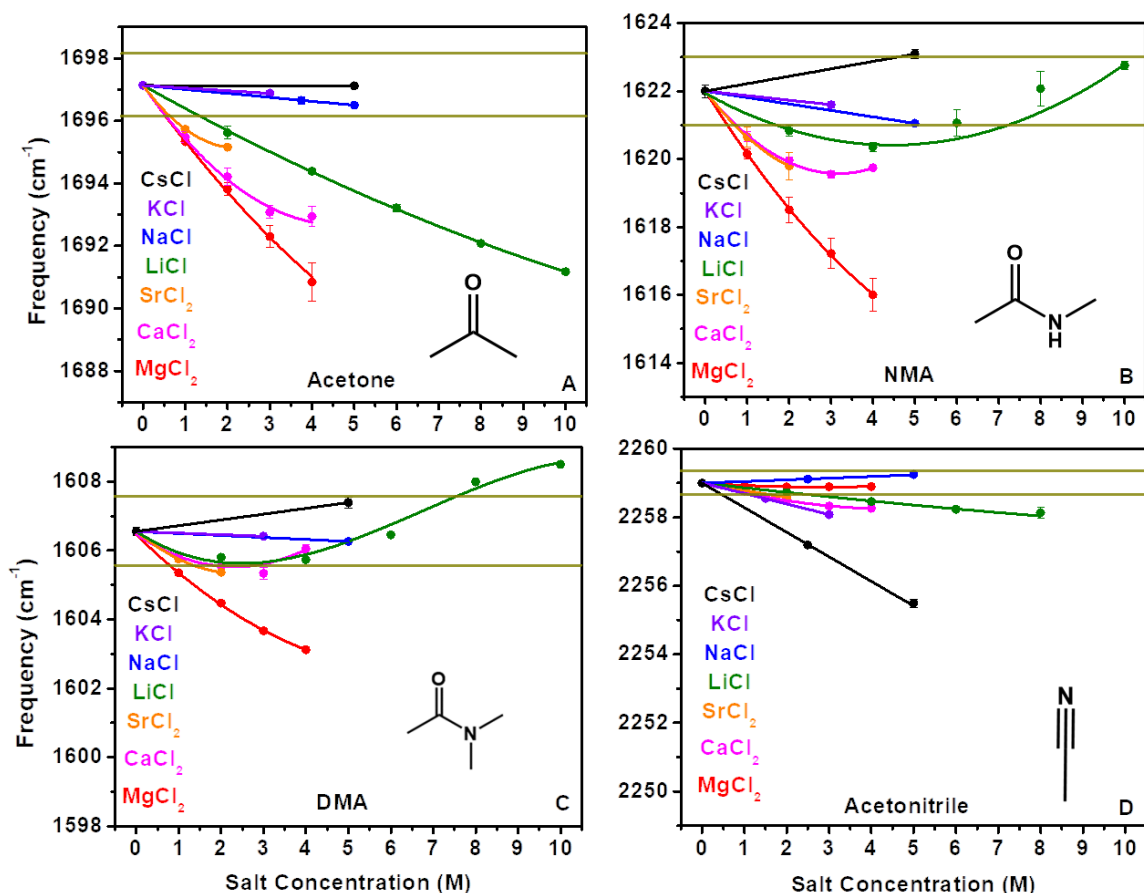 Frequency (cm-1)
1698
1696
1694
1692
1690
1688
CsCl
KCl
NaCl
LiCl
SrCl2
CaCl2
MgCl2
O
Acetone
A
0 1 2 3 4 5 6 7 8 9 10
1624
1622
1620
1618
1616
1614
CsCl
KCl
NaCl
LiCl
SrCl2
CaCl2
MgCl2
O
N
H
NMA
B
0 1 2 3 4 5 6 7 8 9 10
Frequency (cm-1)
1608
1606
1604
1602
1600
1598
CsCl
KCl
NaCl
LiCl
SrCl2
CaCl2
MgCl2
O
N
DMA
C
0 1 2 3 4 5 6 7 8 9 10
Salt Concentration (M)
2260
2258
2256
2254
2252
2250
CsCl
KCl
NaCl
LiCl
SrCl2
CaCl2
MgCl2
N
Acetonitrile
D
0 1 2 3 4 5 6 7 8 9 10
Salt Concentration (M)